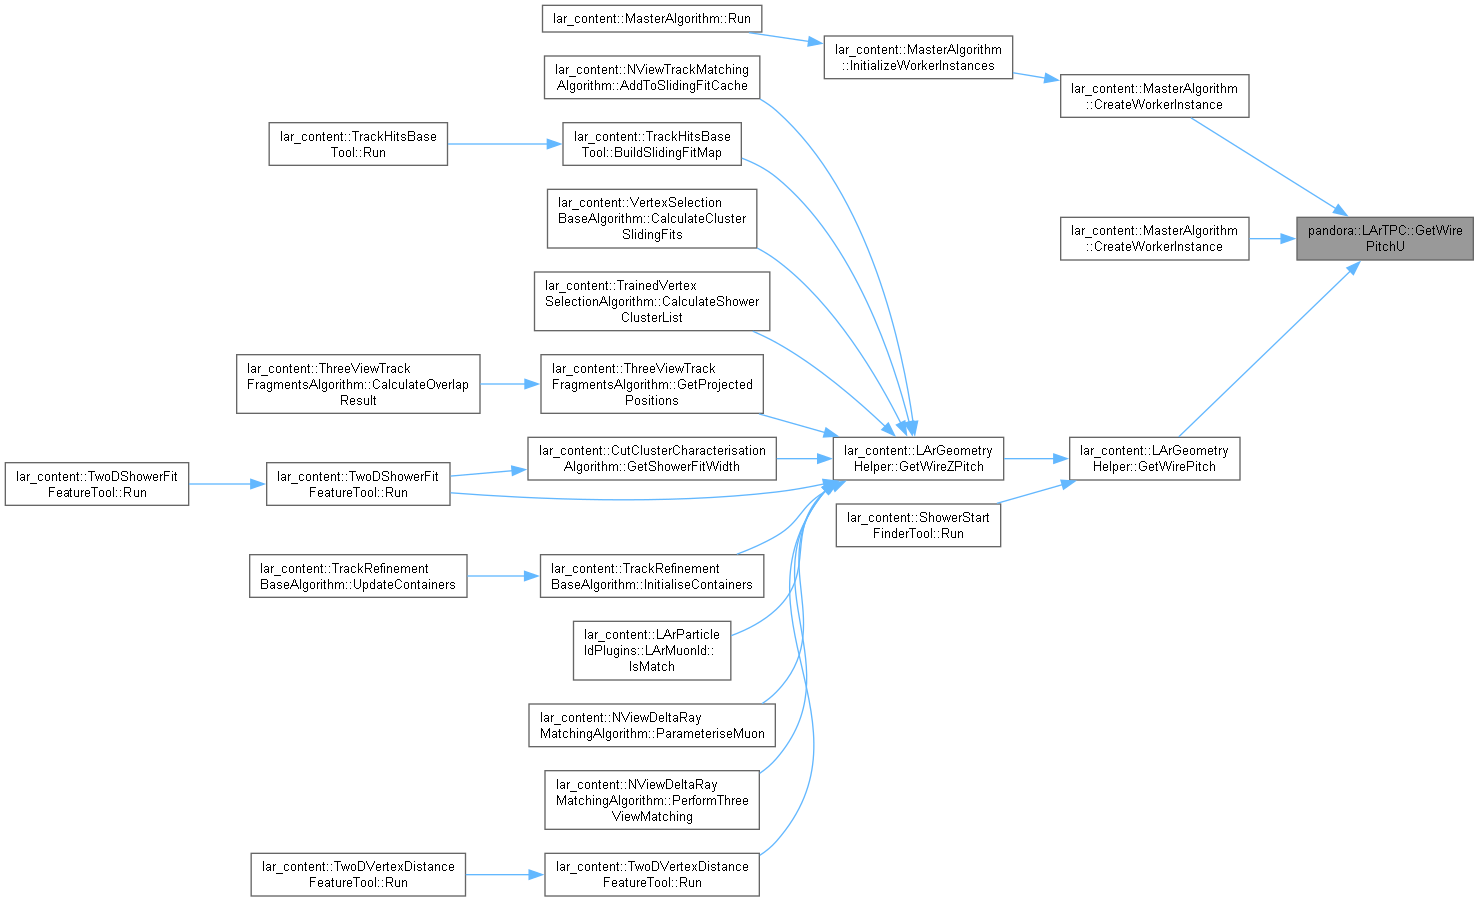 lar_content::MasterAlgorithm::Run
lar_content::MasterAlgorithm
::InitializeWorkerInstances
lar_content::NViewTrackMatching
Algorithm::AddToSlidingFitCache
lar_content::MasterAlgorithm
::CreateWorkerInstance
lar_content::TrackHitsBase
Tool::Run
lar_content::TrackHitsBase
Tool::BuildSlidingFitMap
lar_content::VertexSelection
BaseAlgorithm::CalculateCluster
SlidingFits
lar_content::MasterAlgorithm
::CreateWorkerInstance
pandora::LArTPC::GetWire
PitchU
lar_content::TrainedVertex
SelectionAlgorithm::CalculateShower
ClusterList
lar_content::ThreeViewTrack
FragmentsAlgorithm::CalculateOverlap
Result
lar_content::ThreeViewTrack
FragmentsAlgorithm::GetProjected
Positions
lar_content::CutClusterCharacterisation
Algorithm::GetShowerFitWidth
lar_content::LArGeometry
Helper::GetWireZPitch
lar_content::LArGeometry
Helper::GetWirePitch
lar_content::TwoDShowerFit
FeatureTool::Run
lar_content::TwoDShowerFit
FeatureTool::Run
lar_content::ShowerStart
FinderTool::Run
lar_content::TrackRefinement
BaseAlgorithm::UpdateContainers
lar_content::TrackRefinement
BaseAlgorithm::InitialiseContainers
lar_content::LArParticle
IdPlugins::LArMuonId::
IsMatch
lar_content::NViewDeltaRay
MatchingAlgorithm::ParameteriseMuon
lar_content::NViewDeltaRay
MatchingAlgorithm::PerformThree
ViewMatching
lar_content::TwoDVertexDistance
FeatureTool::Run
lar_content::TwoDVertexDistance
FeatureTool::Run